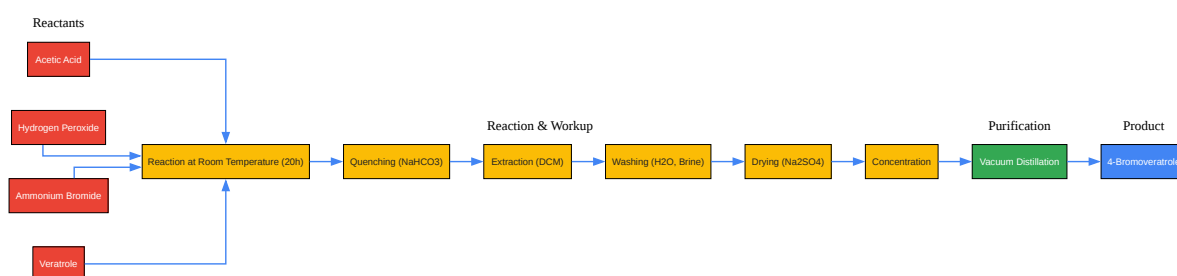 Reactants
Acetic Acid
Hydrogen Peroxide
Ammonium Bromide
Veratrole
Reaction & Workup
Reaction at Room Temperature (20h)
Quenching (NaHCO3)
Extraction (DCM)
Washing (H2O, Brine)
Drying (Na2SO4)
Concentration
Purification
Vacuum Distillation
Product
4-Bromoveratrole